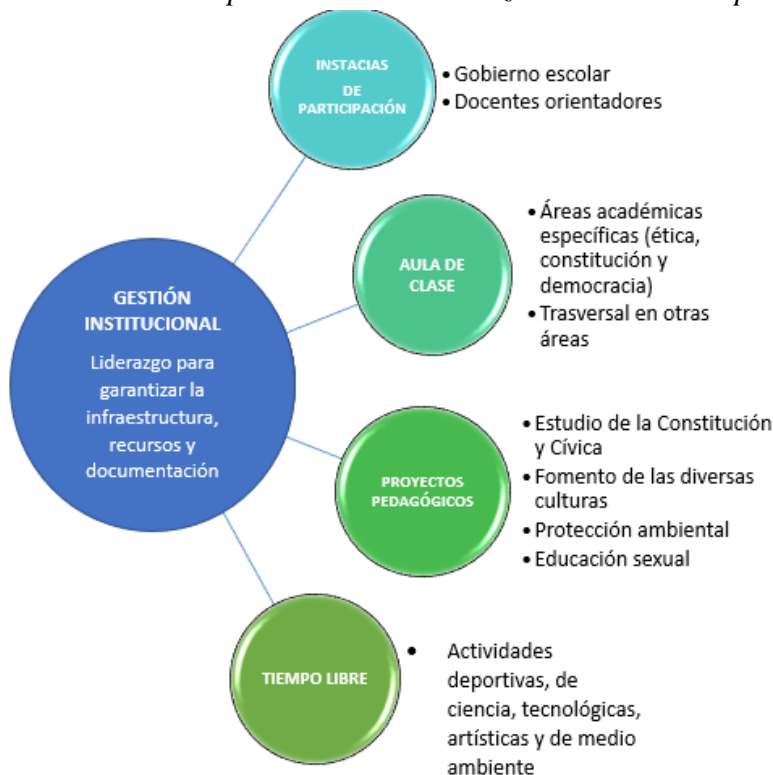 INSTACIAS
DE
PARTICIPACIÓN
• Gobierno escolar
• Docentes orientadores
GESTIÓN
INSTITUCIONAL
Liderazgo para
garantizar la
infraestructura,
recursos y
documentación
AULA DE
CLASE
• Áreas académicas
específicas (ética,
constitución y
democracia)
• Trasversal en otras
áreas
PROYECTOS
PEDAGÓGICOS
• Estudio de la Constitución
y Cívica
• Fomento de las diversas
culturas
• Protección ambiental
• Educación sexual
TIEMPO LIBRE
• Actividades
deportivas, de
ciencia, tecnológicas,
artísticas y de medio
ambiente